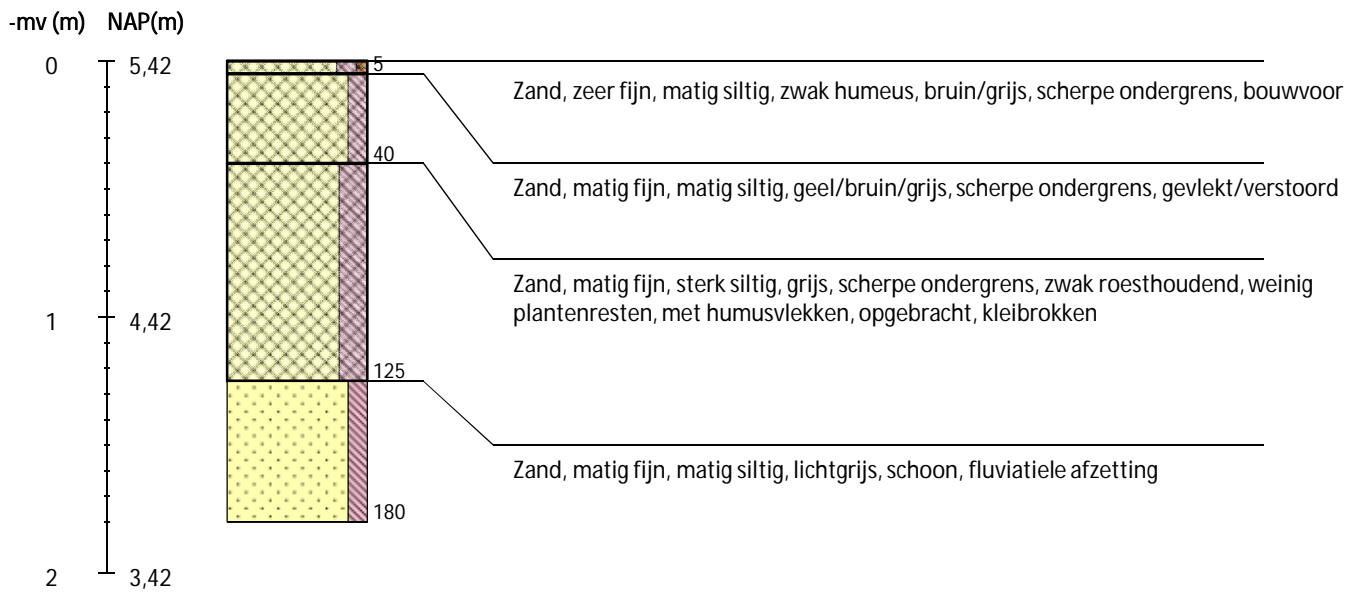 -mv (m) NAP(m)
0 5,42
5
Zand, zeer fijn, matig siltig, zwak humeus, bruin/grijs, scherpe ondergrens, bouwvoor
40
Zand, matig fijn, matig siltig, geel/bruin/grijs, scherpe ondergrens, gevlekt/verstoord
Zand, matig fijn, sterk siltig, grijs, scherpe ondergrens, zwak roesthoudend, weinig
plantenresten, met humusvlekken, opgebracht, kleibrokken
1 4,42
125
Zand, matig fijn, matig siltig, lichtgrijs, schoon, fluviatiele afzetting
180
2 3,42